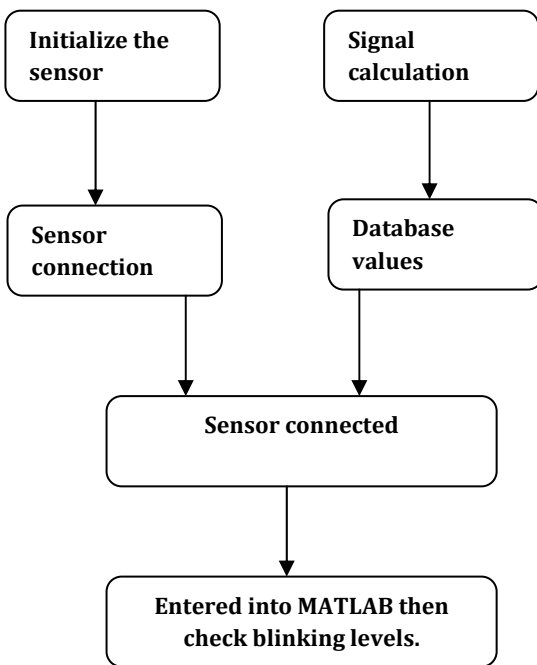 Initialize the
sensor
Signal
calculation
Sensor
connection
Database
values
Sensor connected
Entered into MATLAB then
check blinking levels.